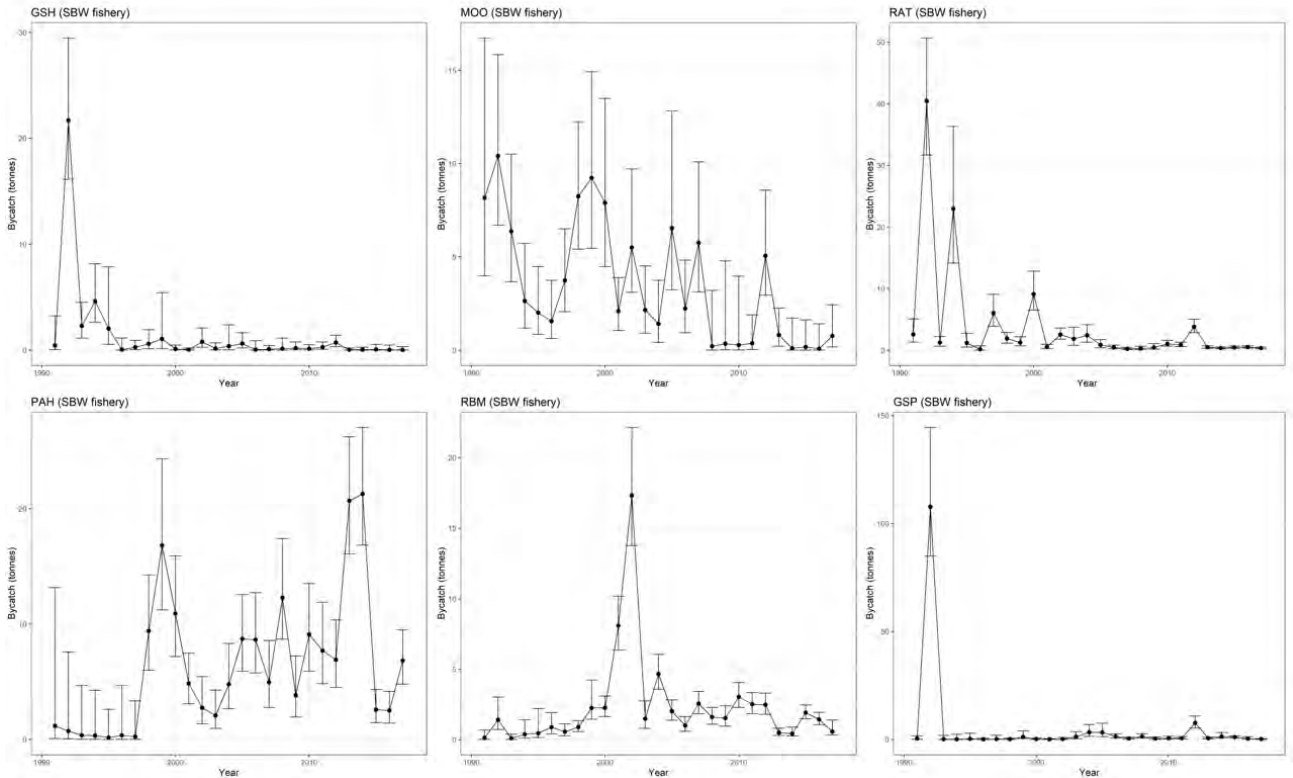 GSH (SBW fishery)
Bycatch (tonnes)
30
20
10
0
1990
2000
2010
Year
MOO (SBW fishery)
Bycatch (tonnes)
15
10
5
0
1990
2000
2010
Year
RAT (SBW fishery)
Bycatch (tonnes)
50
40
30
20
10
0
1990
2000
2010
Year
PAH (SBW fishery)
Bycatch (tonnes)
20
10
0
1990
2000
2010
Year
RBM (SBW fishery)
Bycatch (tonnes)
20
15
10
5
0
1990
2000
2010
Year
GSP (SBW fishery)
Bycatch (tonnes)
150
100
50
0
1990
2000
2010
Year